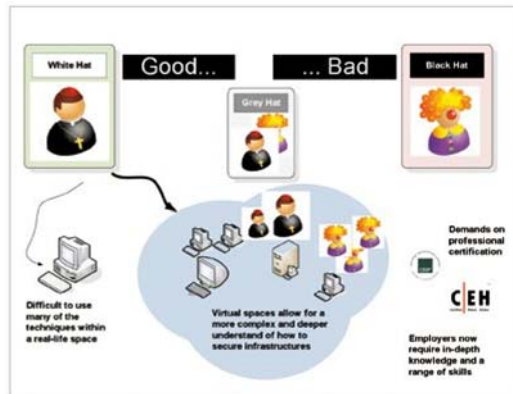 White Hat
Good...
... Bad
Black Hat
Grey Hat
Demands on
professional
certification
C|EH
Difficult to use
many of the
techniques within
a real-life space
Virtual spaces allow for a
more complex and deeper
understand of how to
secure infrastructures
Employers now
require in-depth
knowledge and a
range of skills